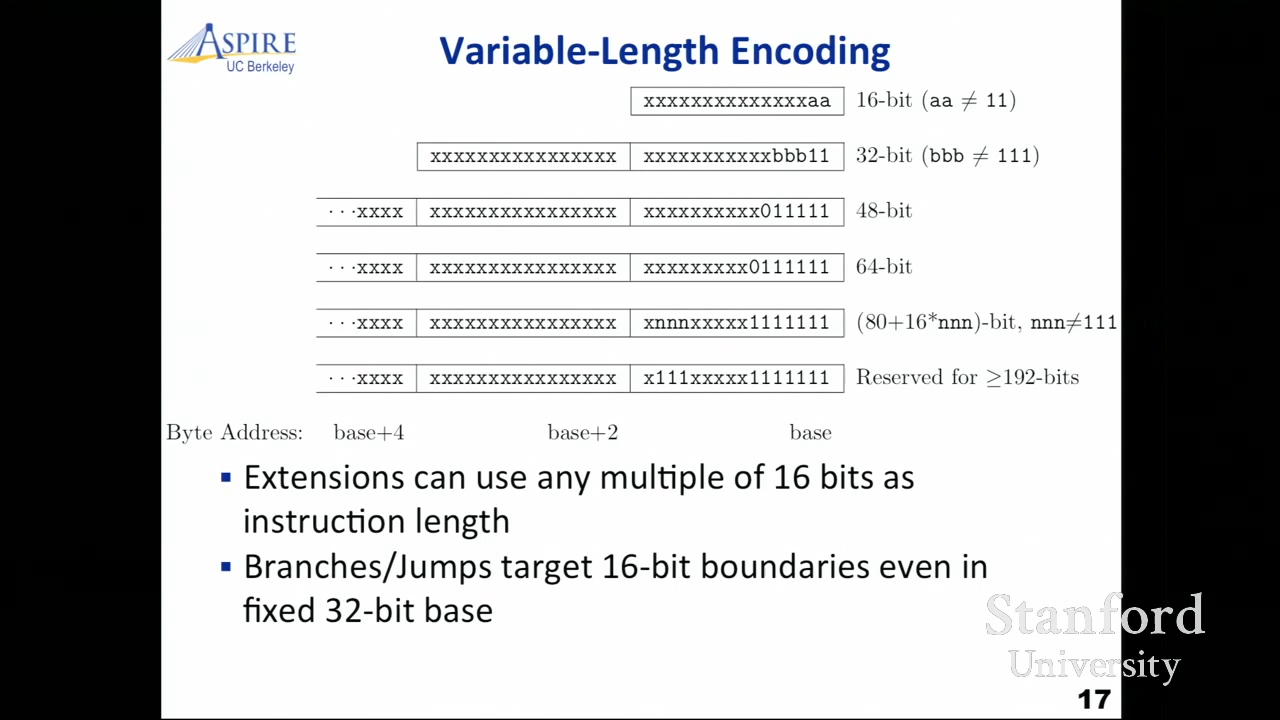 ASPIRE
UC Berkeley
Variable-Length Encoding
xxxxxxxxxxxxxxaa 16-bit (aa ≠ 11)
xxxxxxxxxxxxxxxx xxxxxxxxxxxbbb11 32-bit (bbb ≠ 111)
···xxxx xxxxxxxxxxxxxxxx xxxxxxxxxx011111 48-bit
···xxxx xxxxxxxxxxxxxxxx xxxxxxxxx0111111 64-bit
···xxxx xxxxxxxxxxxxxxxx xnnnxxxxx1111111 (80+16*nnn)-bit, nnn≠111
···xxxx xxxxxxxxxxxxxxxx x111xxxxx1111111 Reserved for ≥192-bits
Byte Address: base+4 base+2 base
▪ Extensions can use any multiple of 16 bits as
instruction length
▪ Branches/Jumps target 16-bit boundaries even in
fixed 32-bit base
Stanford
University
17